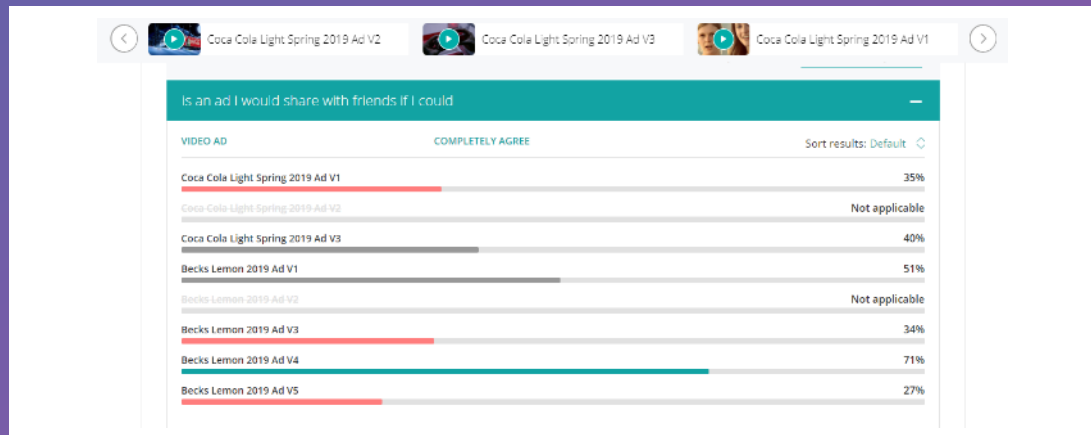 Coca Cola Light Spring 2019 Ad V2 Coca Cola Light Spring 2019 Ad V3 Coca Cola Light Spring 2019 Ad V1
Is an ad I would share with friends if I could
VIDEO AD COMPLETELY AGREE Sort results: Default
Coca Cola Light Spring 2019 Ad V1 35%
Coca Cola Light Spring 2019 Ad V2 Not applicable
Coca Cola Light Spring 2019 Ad V3 40%
Becks Lemon 2019 Ad V1 51%
Becks Lemon 2019 Ad V2 Not applicable
Becks Lemon 2019 Ad V3 34%
Becks Lemon 2019 Ad V4 71%
Becks Lemon 2019 Ad V5 27%